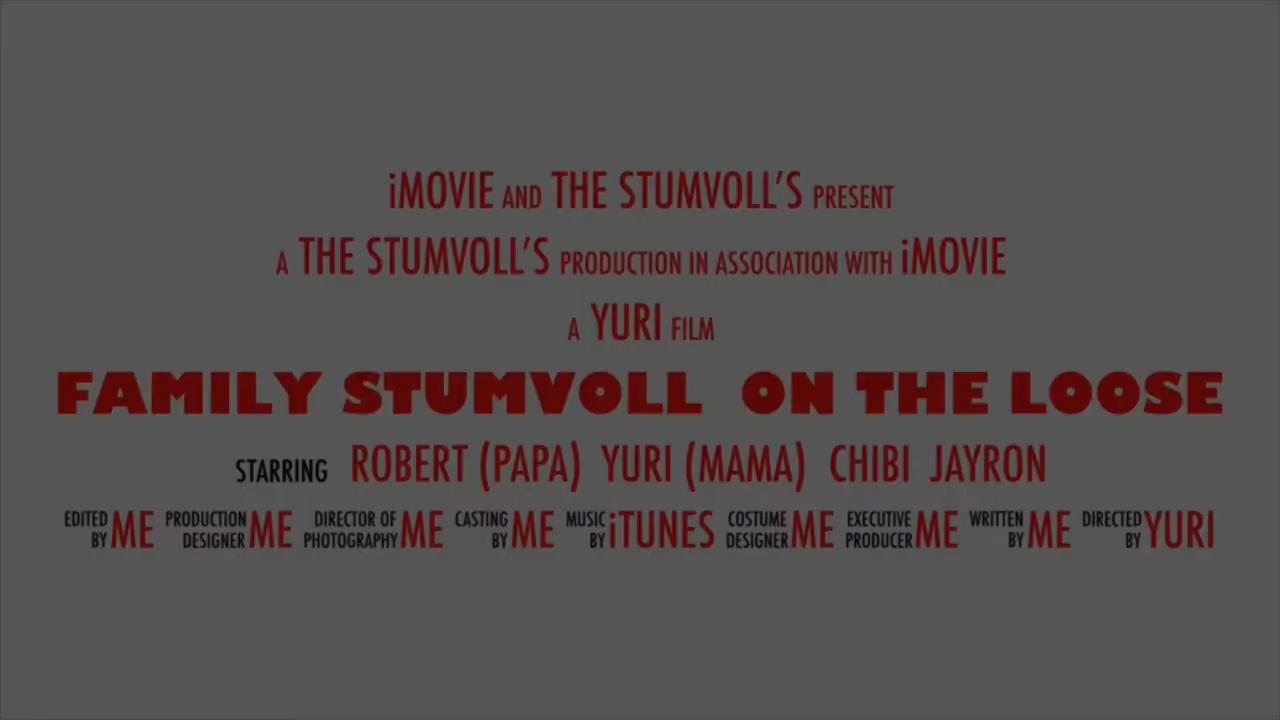 iMOVIE AND THE STUMVOLL'S PRESENT
A THE STUMVOLL'S PRODUCTION IN ASSOCIATION WITH iMOVIE
A YURI FILM
FAMILY STUMVOLL ON THE LOOSE
STARRING ROBERT (PAPA) YURI (MAMA) CHIBI JAYRON
EDITED BY ME PRODUCTION DESIGNER ME DIRECTOR OF PHOTOGRAPHY ME CASTING BY ME MUSIC BY iTUNES COSTUME DESIGNER ME EXECUTIVE PRODUCER ME WRITTEN BY ME DIRECTED BY YURI